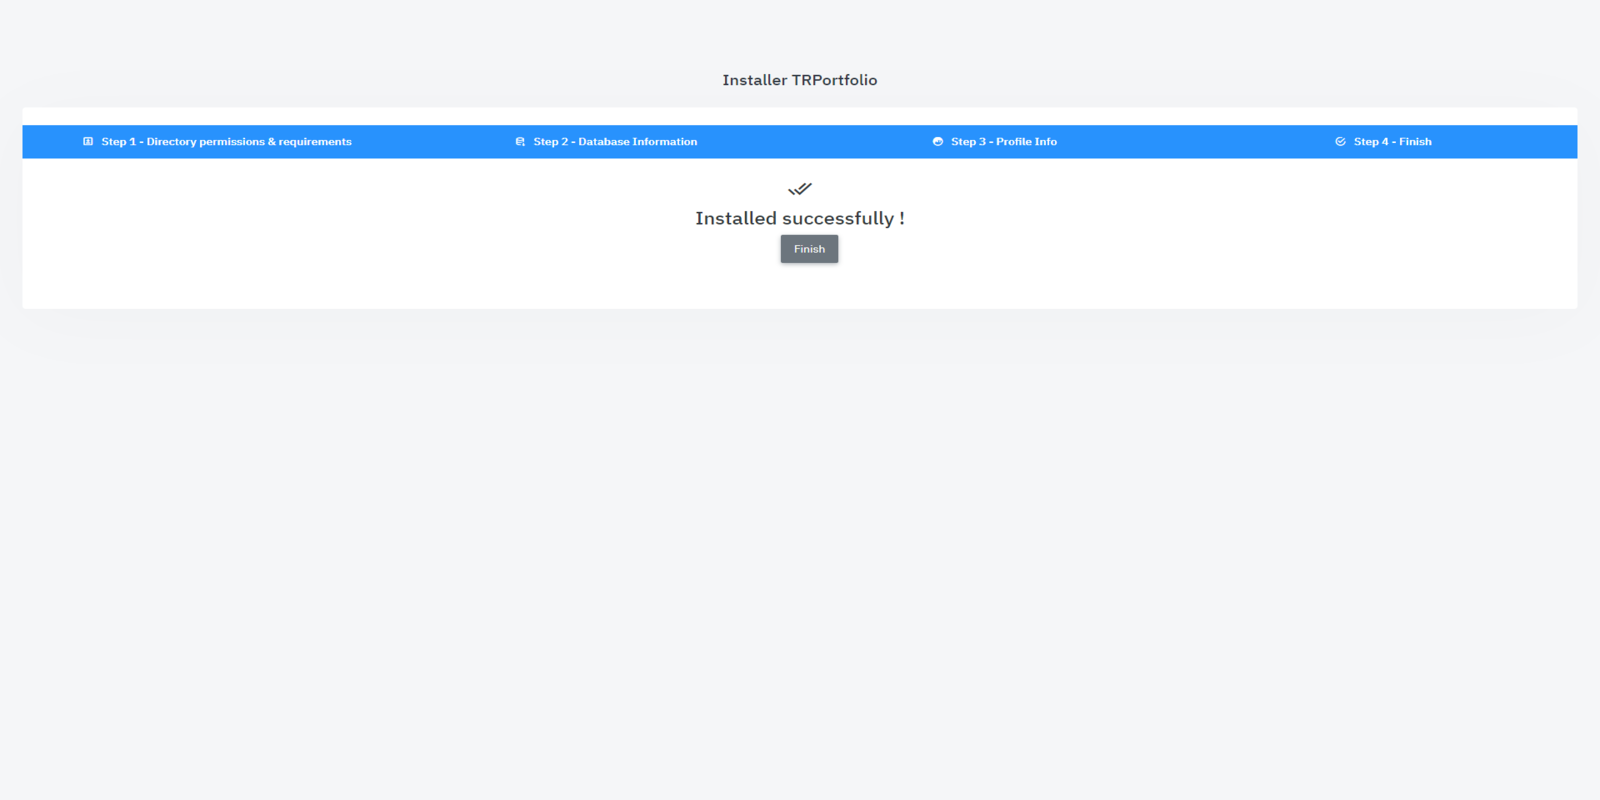 Installer TRPortfolio
Step 1 - Directory permissions & requirements
Step 2 - Database Information
Step 3 - Profile Info
Step 4 - Finish
Installed successfully !
Finish